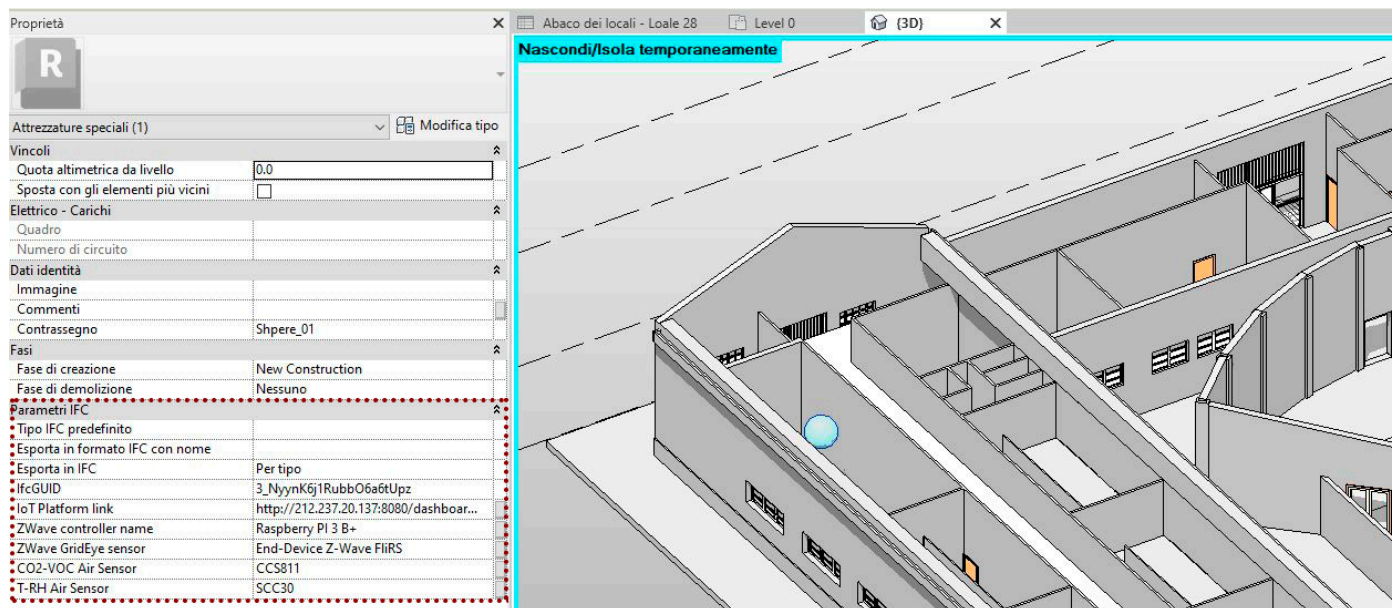 Proprietà
Abaco dei locali - Loale 28
Level 0
{3D}
Nascondi/Isola temporaneamente
R
Attrezzature speciali (1)
Modifica tipo
Vincoli
Quota altimetrica da livello 0.0
Sposta con gli elementi più vicini
Elettrico - Carichi
Quadro
Numero di circuito
Dati identità
Immagine
Commenti
Contrassegno Shpere_01
Fasi
Fase di creazione New Construction
Fase di demolizione Nessuno
Parametri IFC
Tipo IFC predefinito
Esporta in formato IFC con nome
Esporta in IFC Per tipo
IfcGUID 3_NyynK6j1RubbO6a6tUpz
IoT Platform link http://212.237.20.137:8080/dashboar...
ZWave controller name Raspberry PI 3 B+
ZWave GridEye sensor End-Device Z-Wave FliRS
CO2-VOC Air Sensor CCS811
T-RH Air Sensor SCC30